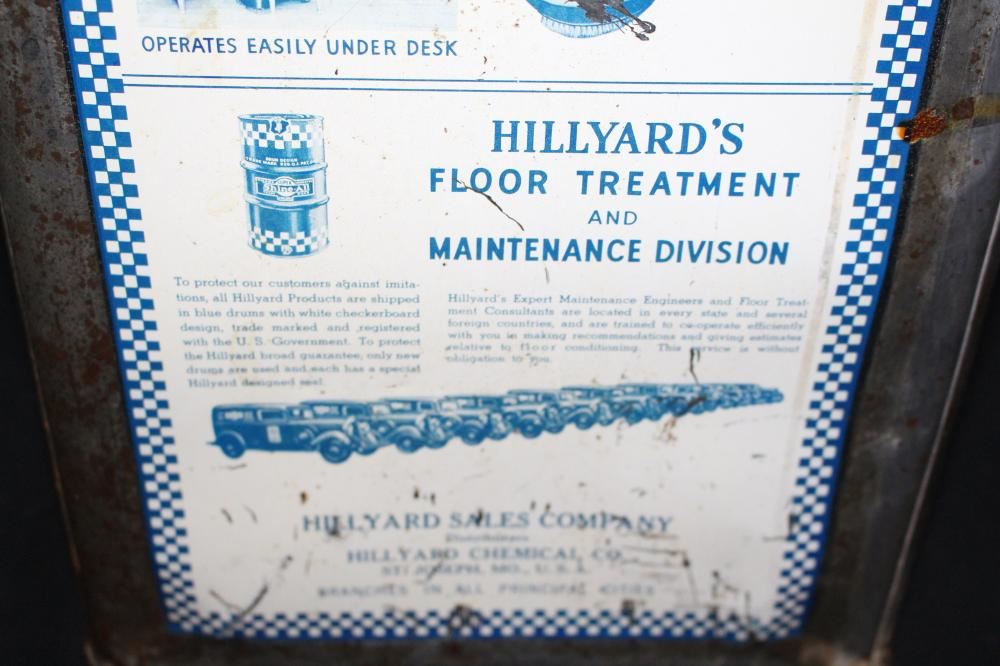 OPERATES EASILY UNDER DESK
HILLYARD'S
FLOOR TREATMENT
AND
MAINTENANCE DIVISION
Shine-All
To protect our customers against imita-
tions, all Hillyard Products are shipped
in blue drums with white checkerboard
design, trade marked and registered
with the U. S. Government. To protect
the Hillyard broad guarantee, only new
drums are used and each has a special
Hillyard designed seal.
Hillyard's Expert Maintenance Engineers and Floor Treat-
ment Consultants are located in every state and several
foreign countries, and are trained to co-operate efficiently
with you in making recommendations and giving estimates
relative to floor conditioning. This service is without
obligation to you.
HILLYARD SALES COMPANY
Distributors
HILLYARD CHEMICAL CO.
ST. JOSEPH, MO., U. S. A.
BRANCHES IN ALL PRINCIPAL CITIES